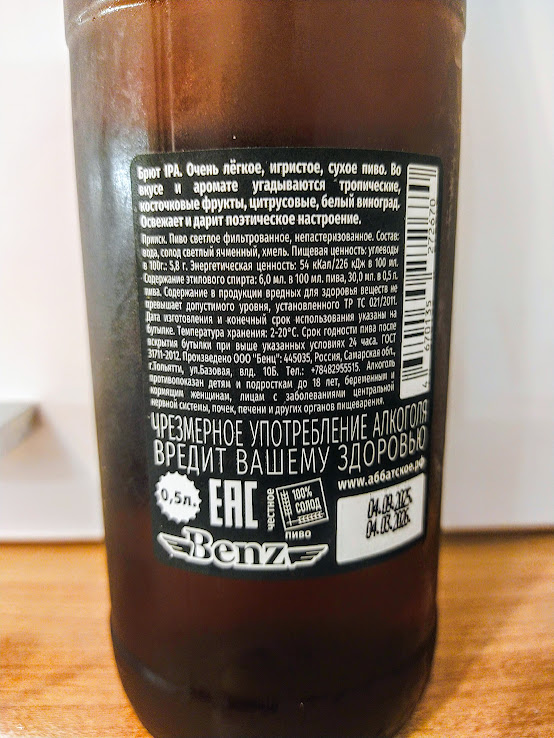 Брют IPA. Очень лёгкое, игристое, сухое пиво. Во
вкусе и аромате угадываются тропические,
косточковые фрукты, цитрусовые, белый виноград.
Освежает и дарит поэтическое настроение.
Принск. Пиво светлое фильтрованное, непастеризованное. Состав:
вода, солод светлый ячменный, хмель. Пищевая ценность: углеводы
в 100г.: 5,8 г. Энергетическая ценность: 54 кКал/226 кДж в 100 мл.
Содержание этилового спирта: 6,0 мл. в 100 мл. пива, 30,0 мл. в 0,5 л.
пива. Содержание в продукции вредных для здоровья веществ не
превышает допустимого уровня, установленного ТР ТС 021/2011.
Дата изготовления и конечный срок использования указаны на
бутылке. Температура хранения: 2-20°C. Срок годности пива после
вскрытия бутылки при выше указанных условиях 24 часа. ГОСТ
31711-2012. Произведено ООО "Бенц": 445035, Россия, Самарская обл.,
г.Тольятти, ул.Базовая, влд. 10Б. Тел.: +78482955515. Алкоголь
противопоказан детям и подросткам до 18 лет, беременным и
кормящим женщинам, лицам с заболеваниями центральной
нервной системы, почек, печени и других органов пищеварения.
4 670135 272670
ЧРЕЗМЕРНОЕ УПОТРЕБЛЕНИЕ АЛКОГОЛЯ
ВРЕДИТ ВАШЕМУ ЗДОРОВЬЮ
www.аббатское.рф
0,5л.
EAC
честное
100%
солод
пиво
04.09.2025.
04.03.2026.
Benz